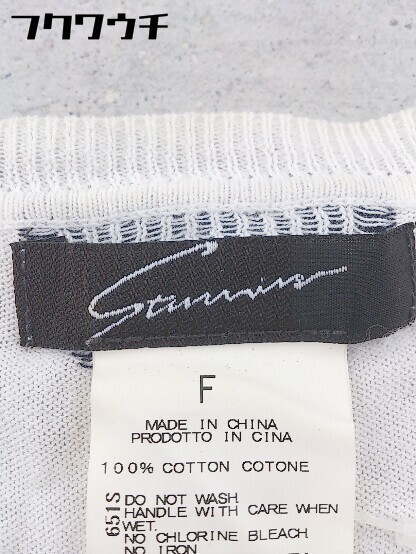 フクワウチ
F
MADE IN CHINA
PRODOTTO IN CINA
100% COTTON COTONE
651S
DO NOT WASH
HANDLE WITH CARE WHEN
WET.
NO CHLORINE BLEACH
NO IRON